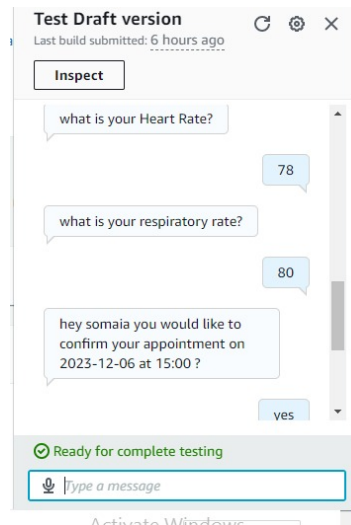 Test Draft version
Last build submitted: 6 hours ago
Inspect
what is your Heart Rate?
78
what is your respiratory rate?
80
hey somaia you would like to
confirm your appointment on
2023-12-06 at 15:00 ?
yes
Ready for complete testing
Type a message
Activate Windows